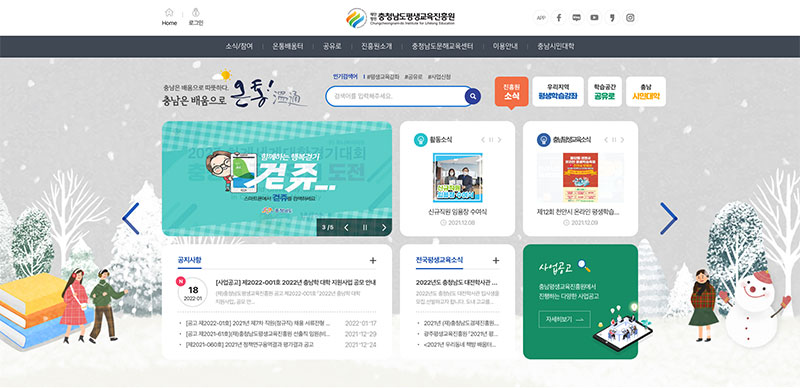 Home
로그인
재단법인 충청남도평생교육진흥원
Chungcheongnam-do Institute for Lifelong Education
APP
소식/참여 온통배움터 공유로 진흥원소개 충청남도문해교육센터 이용안내 충남시민대학
충남은 배움으로 따뜻하다.
충남은 배움으로 온통!
인기검색어 #평생교육강좌 #공유로 #사업신청
검색어를 입력해주세요.
진흥원 소식
우리지역 평생학습강좌
학습공간 공유로
충남 시민대학
함께하는 행복걷기
걷쥬
스마트폰에서 걷쥬를 검색하세요
3 / 5
활동소식
신규직원 임용장 수여식
2021.12.08
충남평생교육소식
제12회 천안시 온라인 평생학습...
2021.12.09
공지사항
N
18
2022-01
[사업공고] 제2022-001호 2022년 충남학 대학 지원사업 공모 안내
(재)충청남도평생교육진흥원 공고 제2022-001호 「2022년 충남학 대학
지원사업」 공모 안...
[공고 제2022-01호] 2021년 제7차 직원(정규직) 채용 서류전형 ... 2022-01-17
[공고 제2021-61호](재)충청남도평생교육진흥원 선출직 임원(비... 2021-12-29
[제2021-060호] 2021년 정책연구용역결과 평가결과 공고 2021-12-24
전국평생교육소식
2022년도 충청남도 대전학사관 ...
2022년도 충청남도 대전학사관 입사생을
모집 선발하고자 합니다. 도내 고교를...
2021년 (재)충청남도경제진흥원...
광주평생교육진흥원 「2021년 평...
<2021년 우리동네 책방 배움터...
사업공고
충남평생교육진흥원에서
진행하는 다양한 사업공고
자세히보기 >